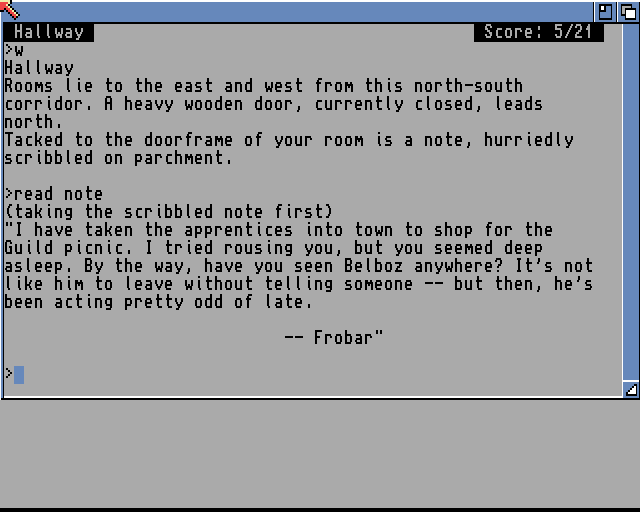 Hallway Score: 5/21
>w
Hallway
Rooms lie to the east and west from this north-south
corridor. A heavy wooden door, currently closed, leads
north.
Tacked to the doorframe of your room is a note, hurriedly
scribbled on parchment.
>read note
(taking the scribbled note first)
"I have taken the apprentices into town to shop for the
Guild picnic. I tried rousing you, but you seemed deep
asleep. By the way, have you seen Belboz anywhere? It's not
like him to leave without telling someone -- but then, he's
been acting pretty odd of late.
-- Frobar"
>